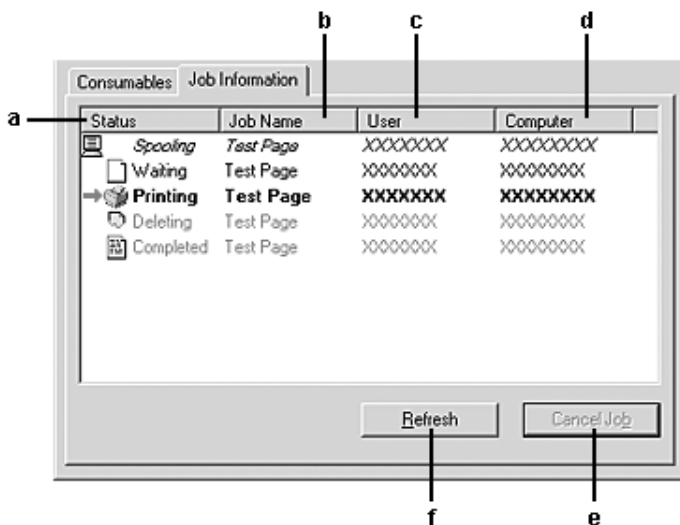 b c d
Consumables Job Information
a Status Job Name User Computer
Spooling Test Page XXXXXXX XXXXXXXX
Waiting Test Page XXXXXXX XXXXXXXX
Printing Test Page XXXXXXX XXXXXXXX
Deleting Test Page XXXXXXX XXXXXXXX
Completed Test Page XXXXXXX XXXXXXXX
Refresh Cancel Job
f e